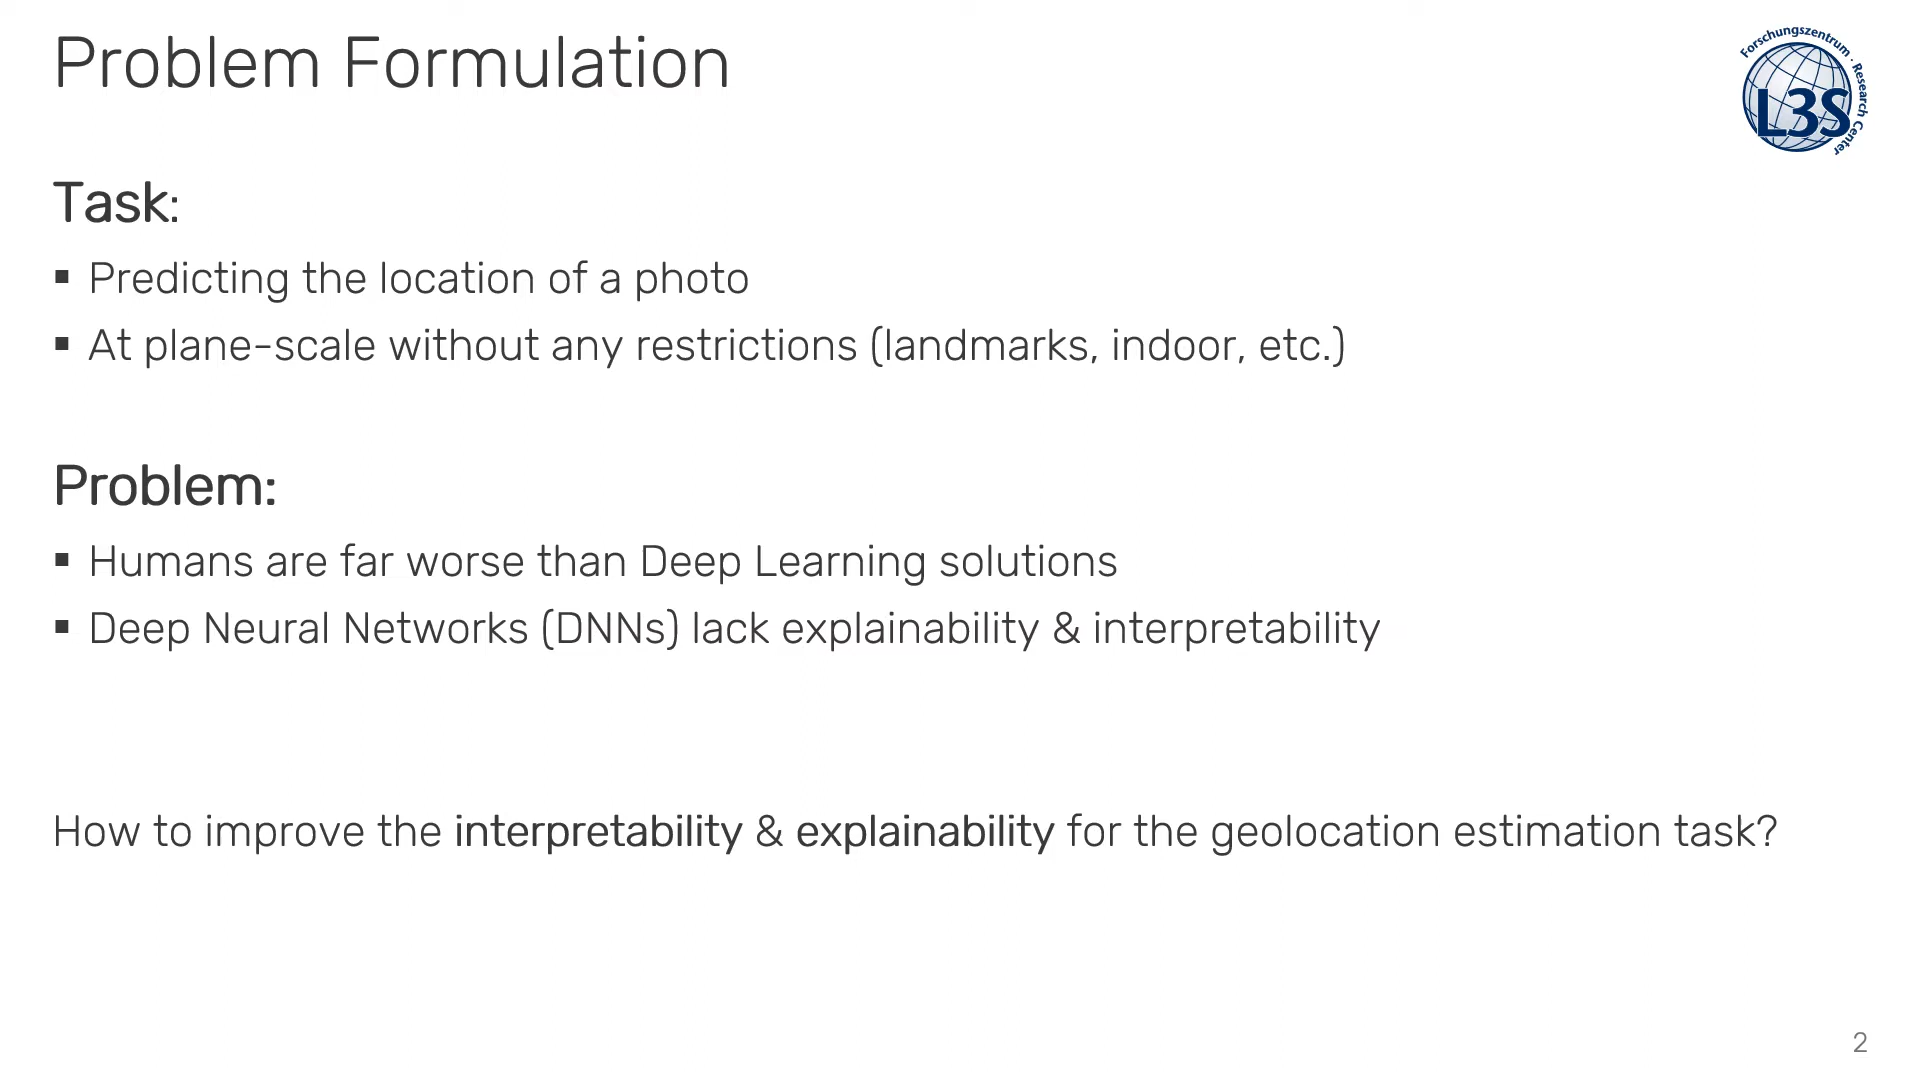 Problem Formulation
Forschungszentrum · Research Center
L3S
Task:
▪ Predicting the location of a photo
▪ At plane-scale without any restrictions (landmarks, indoor, etc.)
Problem:
▪ Humans are far worse than Deep Learning solutions
▪ Deep Neural Networks (DNNs) lack explainability & interpretability
How to improve the interpretability & explainability for the geolocation estimation task?
2